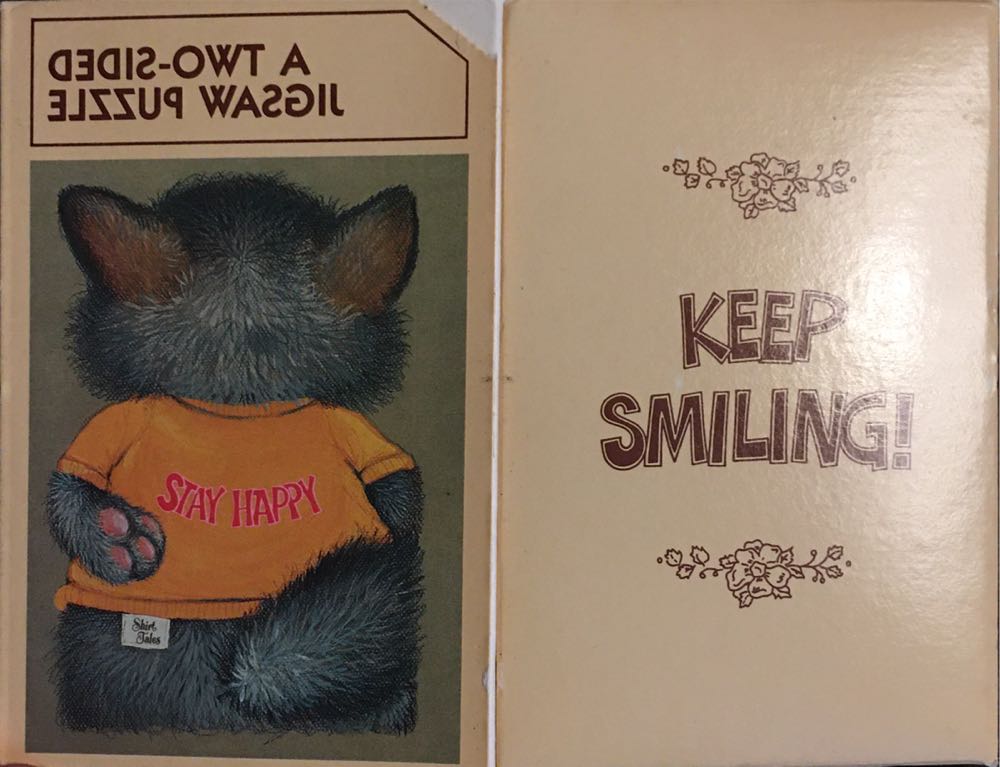 A TWO-SIDED
JIGSAW PUZZLE
STAY HAPPY
Shirt
Tales
KEEP
SMILING!